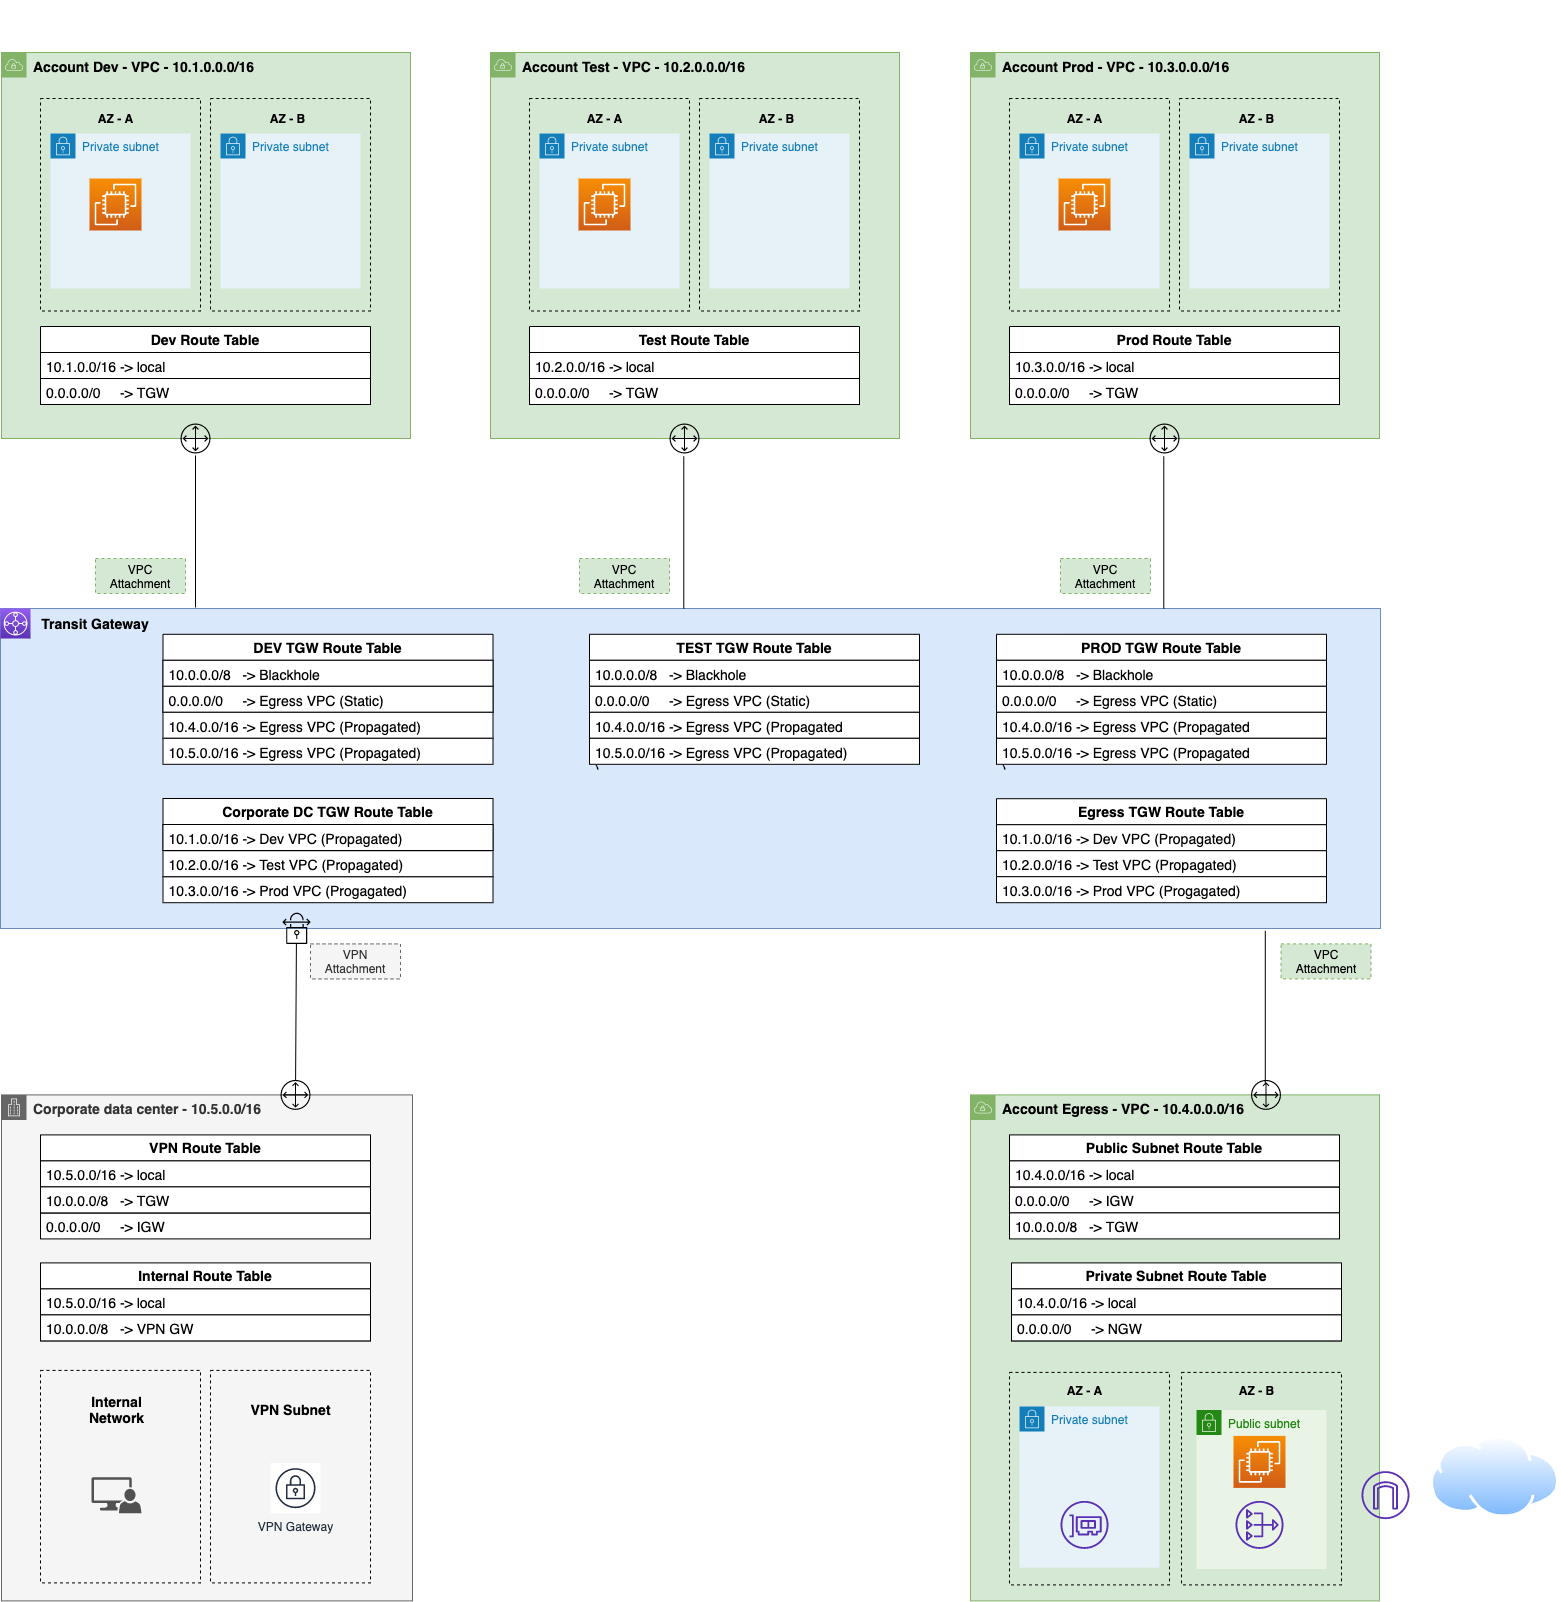 Account Dev - VPC - 10.1.0.0.0/16
AZ - A
Private subnet
AZ - B
Private subnet
Dev Route Table
10.1.0.0/16 -> local
0.0.0.0/0 -> TGW
Account Test - VPC - 10.2.0.0.0/16
AZ - A
Private subnet
AZ - B
Private subnet
Test Route Table
10.2.0.0/16 -> local
0.0.0.0/0 -> TGW
Account Prod - VPC - 10.3.0.0.0/16
AZ - A
Private subnet
AZ - B
Private subnet
Prod Route Table
10.3.0.0/16 -> local
0.0.0.0/0 -> TGW
VPC
Attachment
VPC
Attachment
VPC
Attachment
Transit Gateway
DEV TGW Route Table
10.0.0.0/8 -> Blackhole
0.0.0.0/0 -> Egress VPC (Static)
10.4.0.0/16 -> Egress VPC (Propagated)
10.5.0.0/16 -> Egress VPC (Propagated)
TEST TGW Route Table
10.0.0.0/8 -> Blackhole
0.0.0.0/0 -> Egress VPC (Static)
10.4.0.0/16 -> Egress VPC (Propagated
10.5.0.0/16 -> Egress VPC (Propagated)
PROD TGW Route Table
10.0.0.0/8 -> Blackhole
0.0.0.0/0 -> Egress VPC (Static)
10.4.0.0/16 -> Egress VPC (Propagated
10.5.0.0/16 -> Egress VPC (Propagated
Corporate DC TGW Route Table
10.1.0.0/16 -> Dev VPC (Propagated)
10.2.0.0/16 -> Test VPC (Propagated)
10.3.0.0/16 -> Prod VPC (Progagated)
Egress TGW Route Table
10.1.0.0/16 -> Dev VPC (Propagated)
10.2.0.0/16 -> Test VPC (Propagated)
10.3.0.0/16 -> Prod VPC (Progagated)
VPN
Attachment
VPC
Attachment
Corporate data center - 10.5.0.0/16
VPN Route Table
10.5.0.0/16 -> local
10.0.0.0/8 -> TGW
0.0.0.0/0 -> IGW
Internal Route Table
10.5.0.0/16 -> local
10.0.0.0/8 -> VPN GW
Internal
Network
VPN Subnet
VPN Gateway
Account Egress - VPC - 10.4.0.0.0/16
Public Subnet Route Table
10.4.0.0/16 -> local
0.0.0.0/0 -> IGW
10.0.0.0/8 -> TGW
Private Subnet Route Table
10.4.0.0/16 -> local
0.0.0.0/0 -> NGW
AZ - A
Private subnet
AZ - B
Public subnet